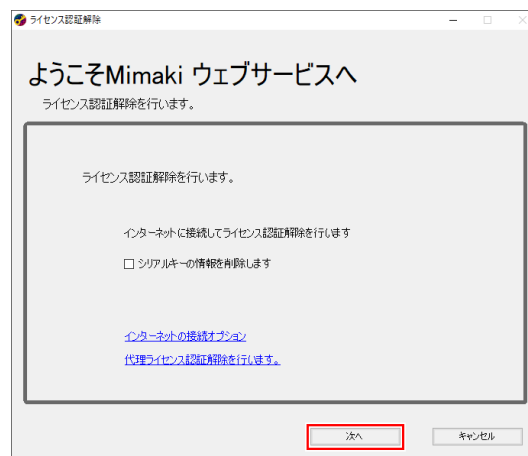 ライセンス認証解除
ようこそMimaki ウェブサービスへ
ライセンス認証解除を行います。
ライセンス認証解除を行います。
インターネットに接続してライセンス認証解除を行います
シリアルキーの情報を削除します
インターネットの接続オプション
代理ライセンス認証解除を行います。
次へ
キャンセル